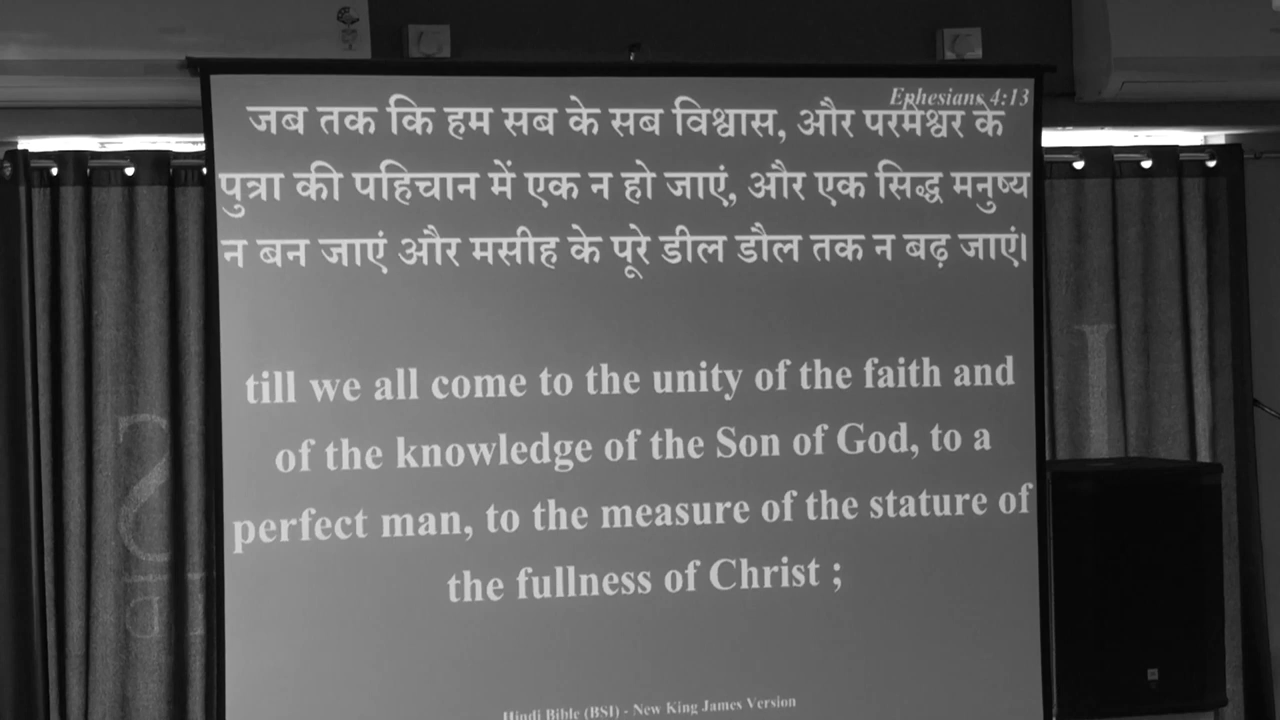 Ephesians 4:13
जब तक कि हम सब के सब विश्वास, और परमेश्वर के
पुत्रा की पहिचान में एक न हो जाएं, और एक सिद्ध मनुष्य
न बन जाएं और मसीह के पूरे डील डौल तक न बढ़ जाएं।
till we all come to the unity of the faith and
of the knowledge of the Son of God, to a
perfect man, to the measure of the stature of
the fullness of Christ ;
Hindi Bible (BSI) - New King James Version